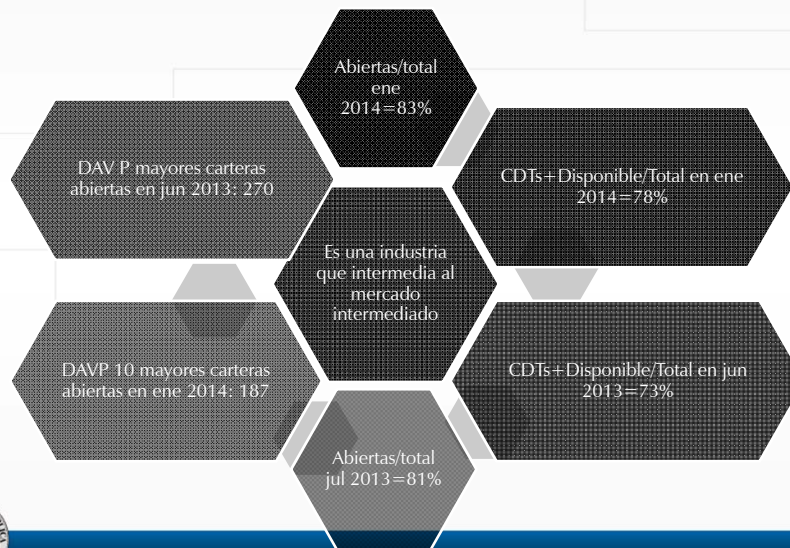 Abiertas/total
ene
2014=83%
DAV P mayores carteras
abiertas en jun 2013: 270
CDTs+Disponible/Total en ene
2014=78%
Es una industria
que intermedia al
mercado
intermediado
DAVP 10 mayores carteras
abiertas en ene 2014: 187
CDTs+Disponible/Total en jun
2013=73%
Abiertas/total
jul 2013=81%